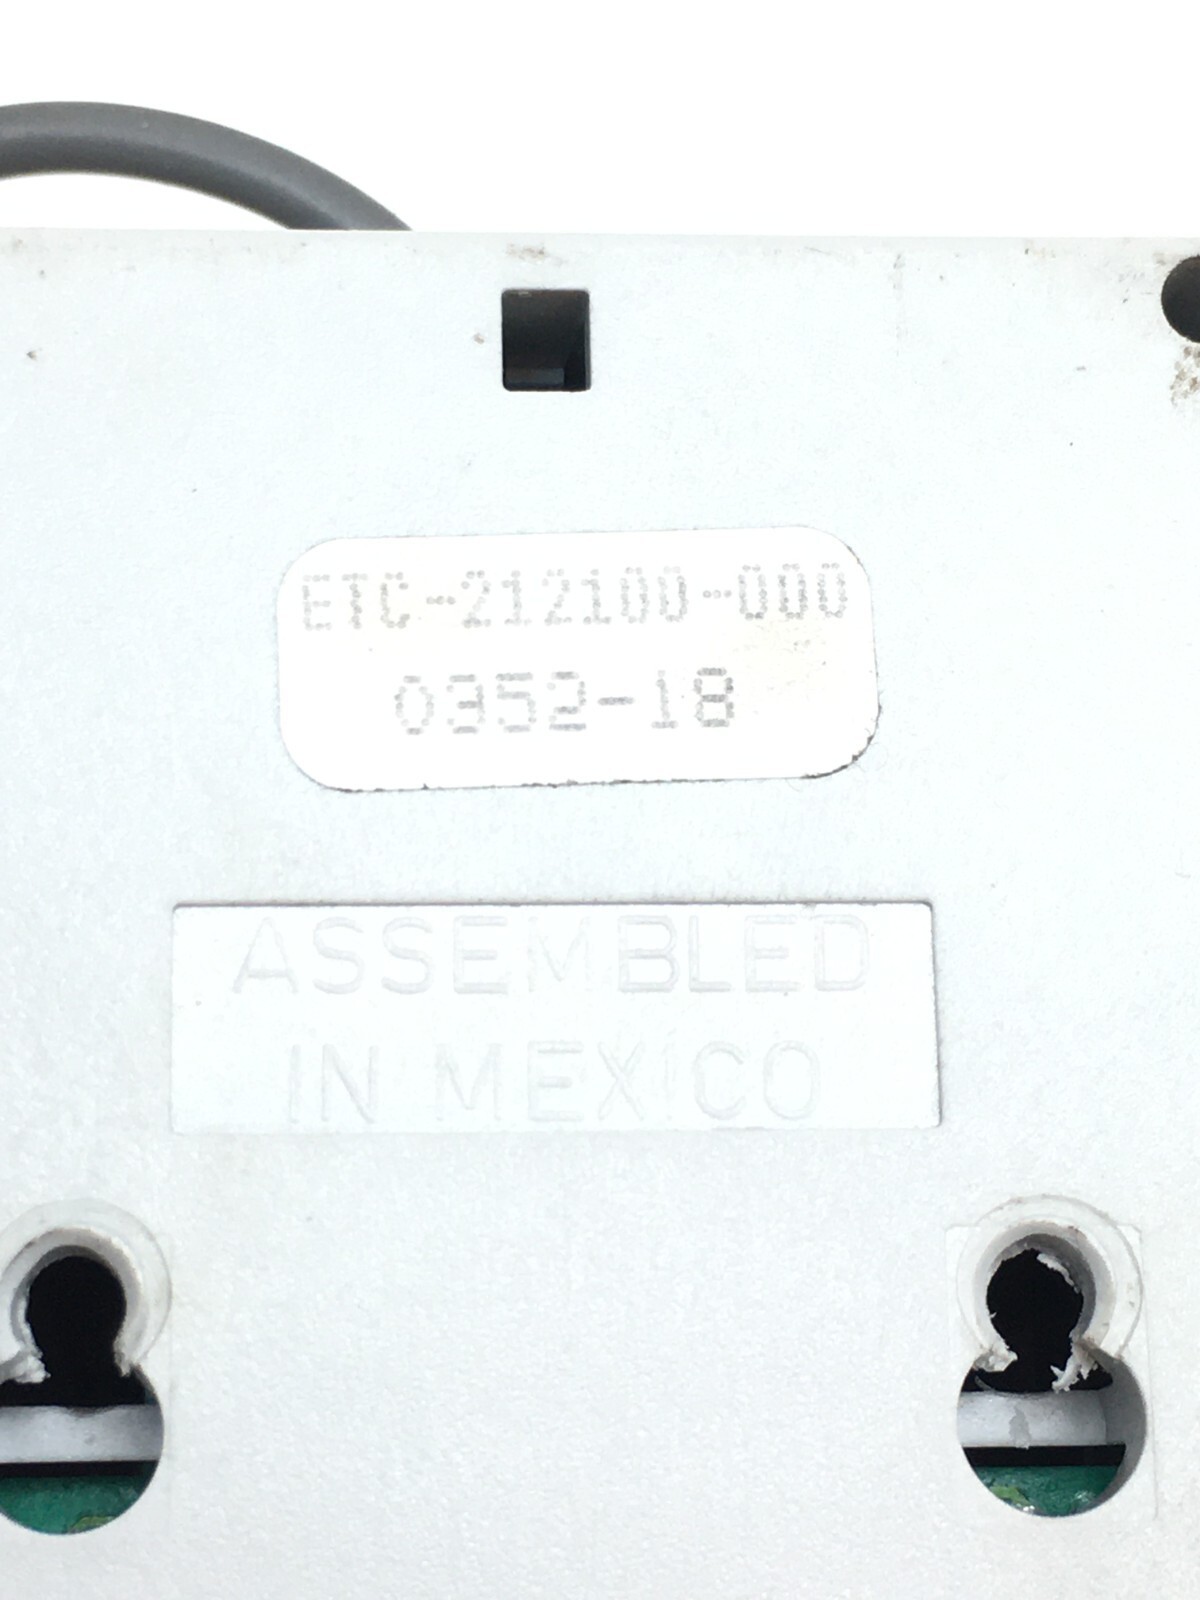 ETC-212100-000
0352-18
ASSEMBLED
IN MEXICO